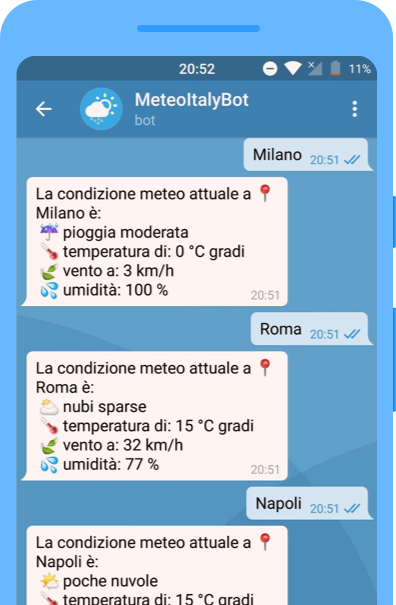 20:52 11%
MeteoItalyBot
bot
Milano 20:51
La condizione meteo attuale a 📍
Milano è:
☔ pioggia moderata
🌡 temperatura di: 0 °C gradi
🍃 vento a: 3 km/h
💦 umidità: 100 %
20:51
Roma 20:51
La condizione meteo attuale a 📍
Roma è:
🌥 nubi sparse
🌡 temperatura di: 15 °C gradi
🍃 vento a: 32 km/h
💦 umidità: 77 %
20:51
Napoli 20:51
La condizione meteo attuale a 📍
Napoli è:
🌤 poche nuvole
🌡 temperatura di: 15 °C gradi